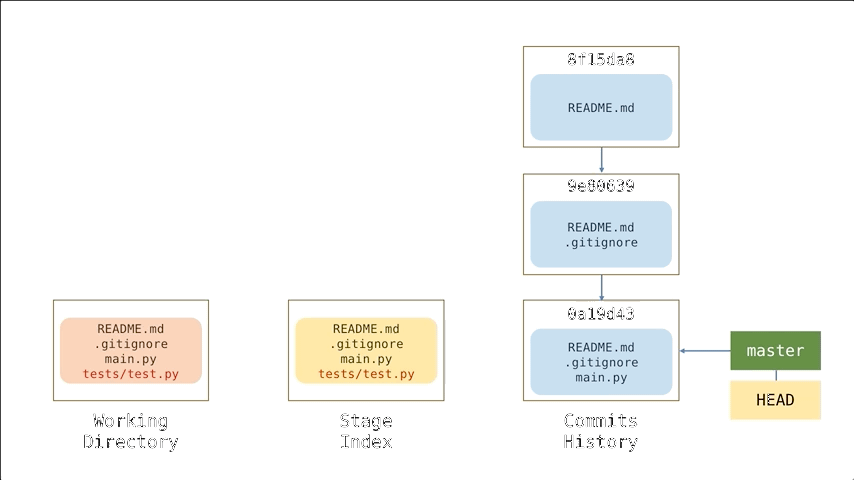 8f15da8
README.md
9e80639
README.md
.gitignore
README.md
.gitignore
main.py
tests/test.py
Working
Directory
README.md
.gitignore
main.py
tests/test.py
Stage
Index
0a19d43
README.md
.gitignore
main.py
Commits
History
master
HEAD